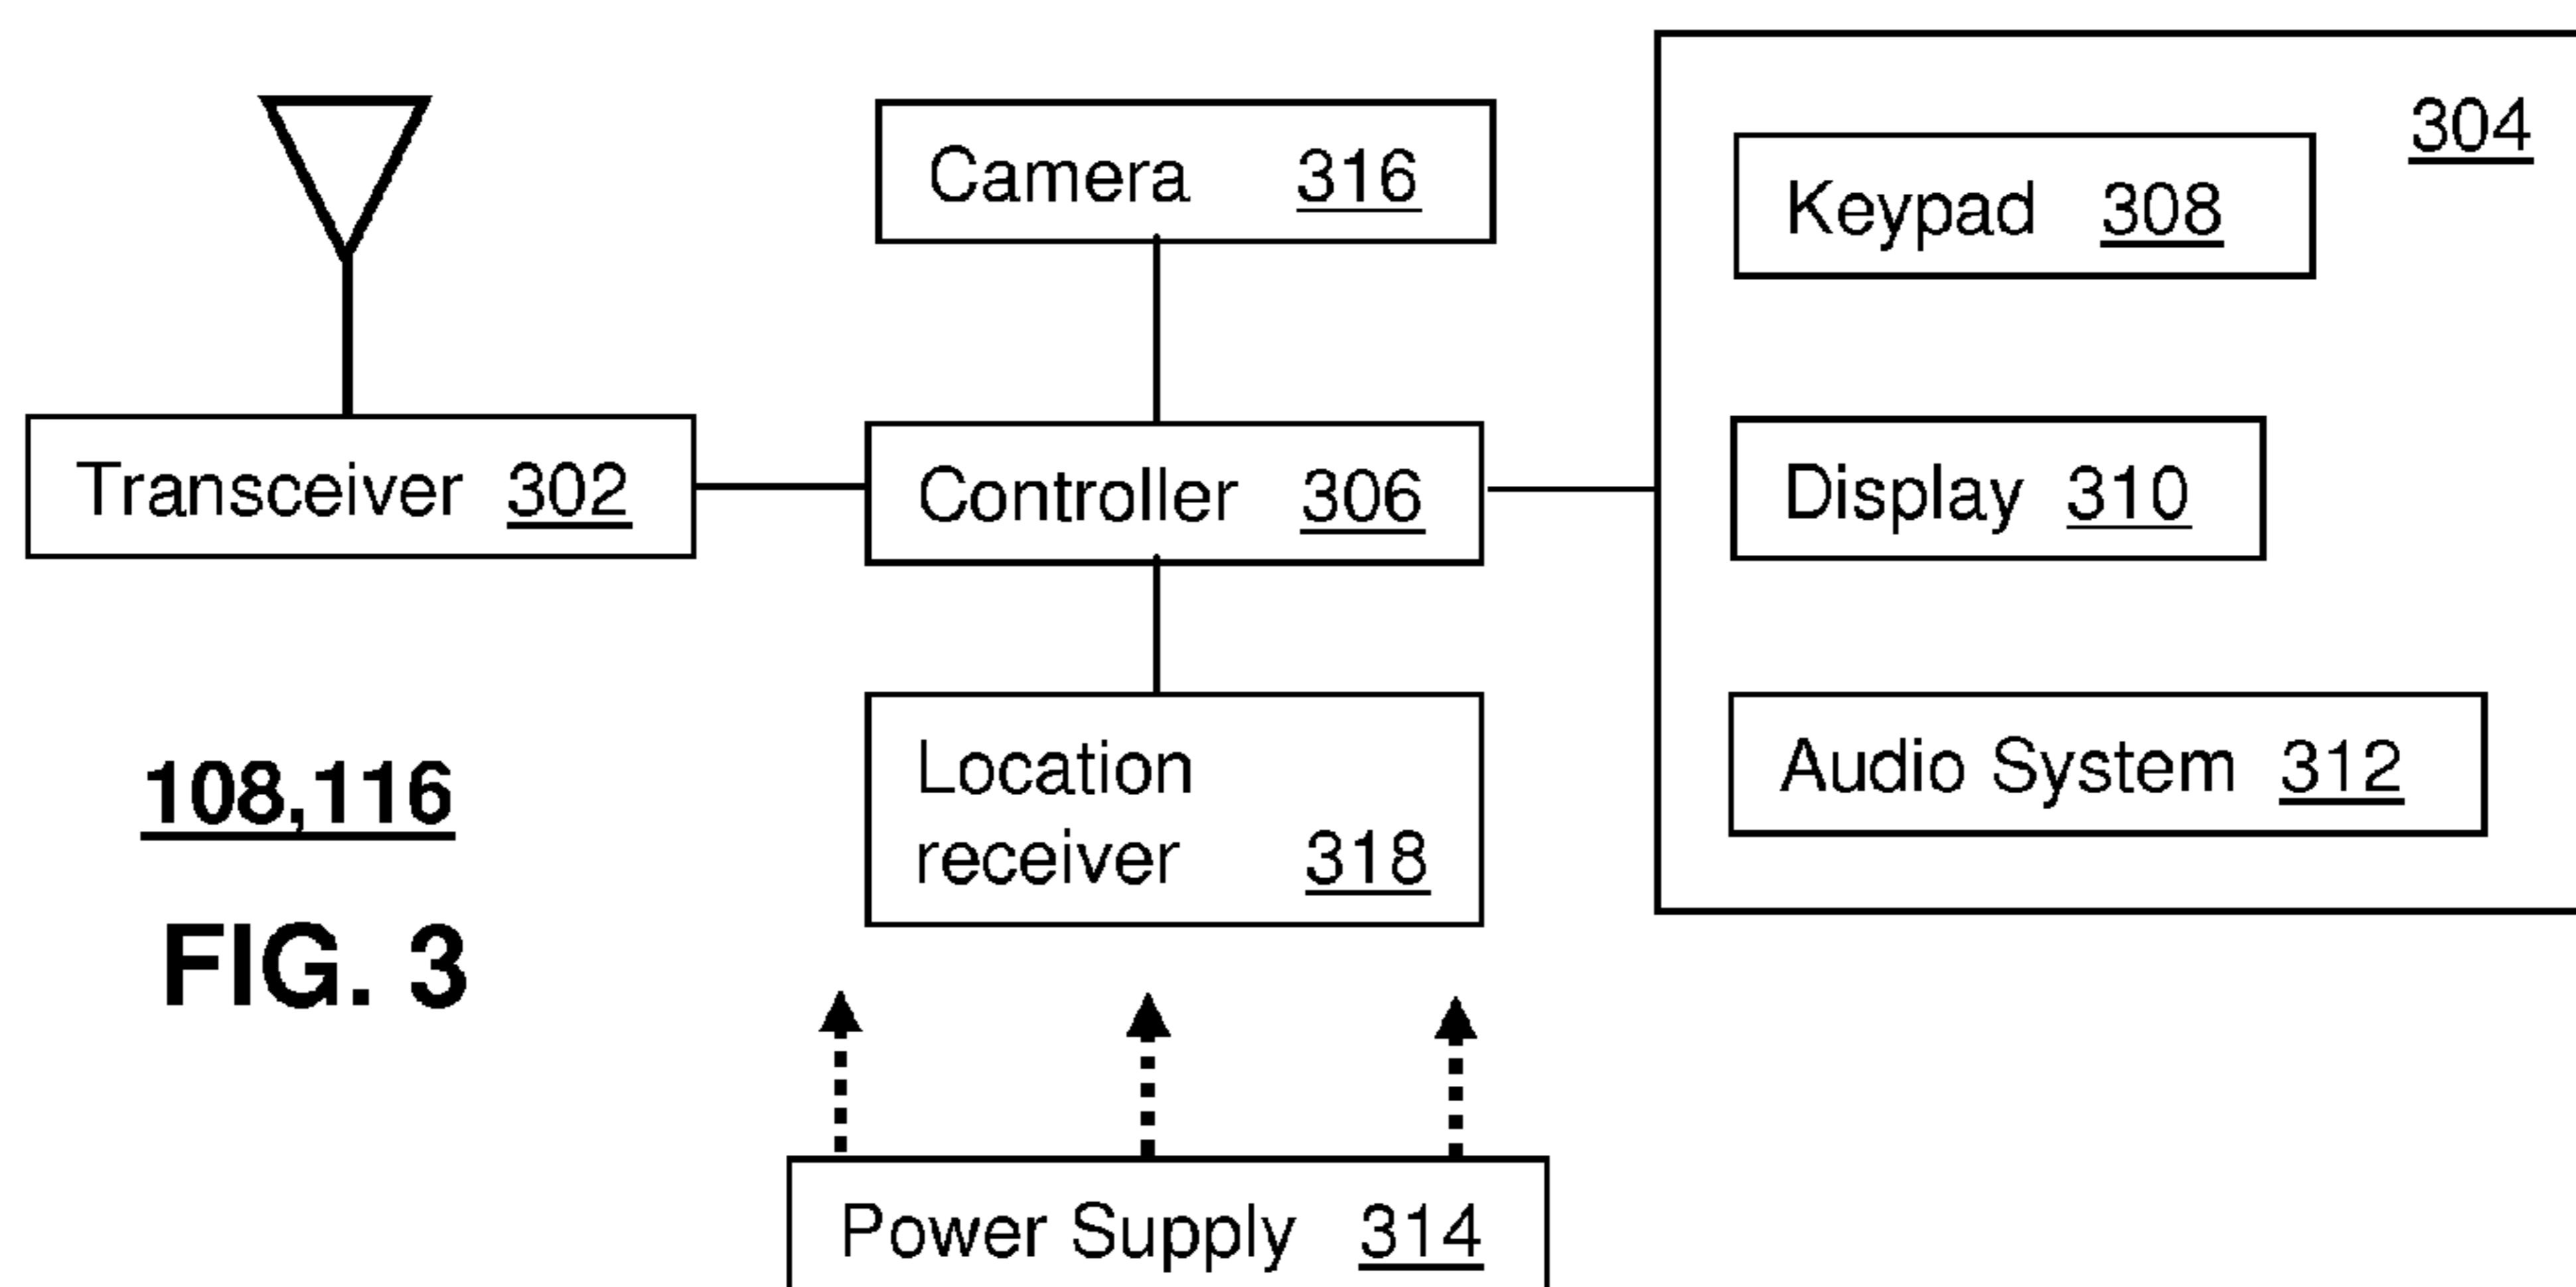 304
Camera 316
Keypad 308
Transceiver 302
Controller 306
Display 310
Location
receiver 318
Audio System 312
108,116
FIG. 3
Power Supply 314